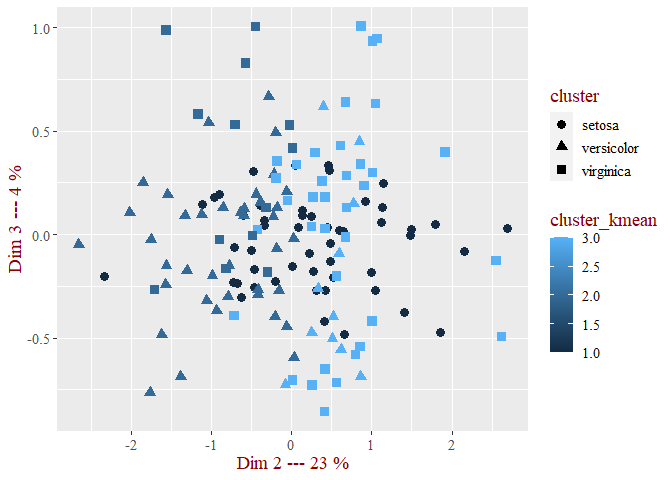 1.0
0.5
0.0
-0.5
-2
-1
0
1
2
Dim 3 --- 4 %
Dim 2 --- 23 %
cluster
setosa
versicolor
virginica
cluster_kmean
3.0
2.5
2.0
1.5
1.0